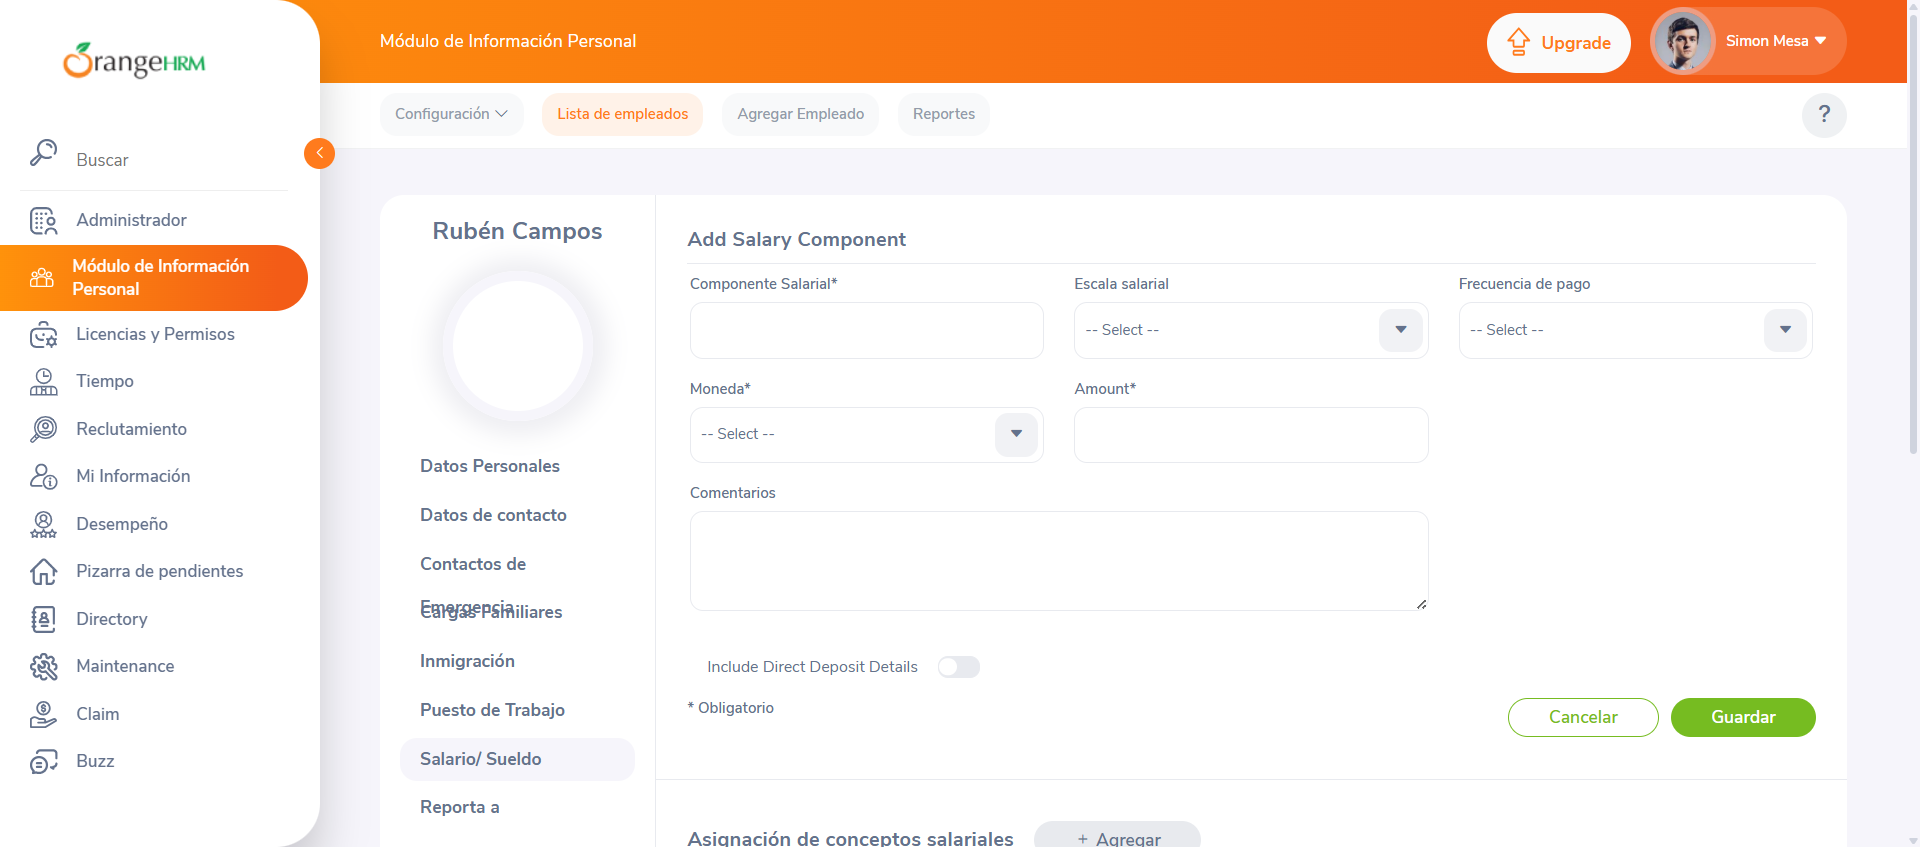 OrangeHRM
Módulo de Información Personal
Upgrade
Simon Mesa
Configuración
Lista de empleados
Agregar Empleado
Reportes
?
Buscar
Administrador
Módulo de Información
Personal
Licencias y Permisos
Tiempo
Reclutamiento
Mi Información
Desempeño
Pizarra de pendientes
Directory
Maintenance
Claim
Buzz
Rubén Campos
Datos Personales
Datos de contacto
Contactos de
Emergencia
Cargas Familiares
Inmigración
Puesto de Trabajo
Salario/ Sueldo
Reporta a
Add Salary Component
Componente Salarial*
Escala salarial
-- Select --
Frecuencia de pago
-- Select --
Moneda*
-- Select --
Amount*
Comentarios
Include Direct Deposit Details
* Obligatorio
Cancelar
Guardar
Asignación de conceptos salariales
+ Agregar